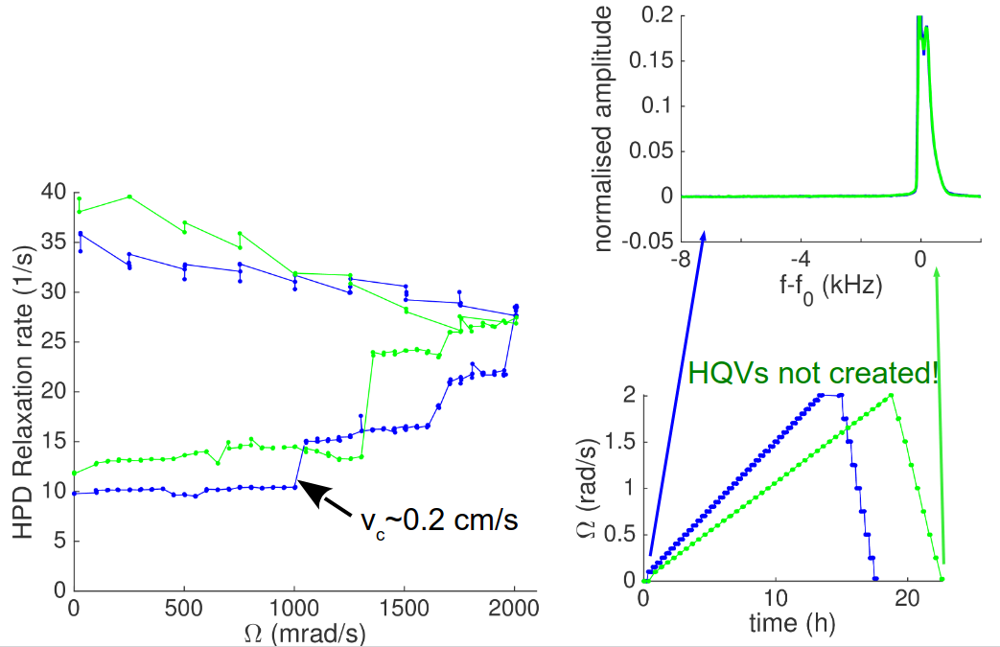 HPD Relaxation rate (1/s)
40
35
30
25
20
15
10
5
0
0 500 1000 1500 2000
Ω (mrad/s)
v_c~0.2 cm/s
normalised amplitude
0.2
0.15
0.1
0.05
0
-0.05
-8 -4 0
f-f_0 (kHz)
HQVs not created!
Ω (rad/s)
2
1.5
1
0.5
0
0 10 20
time (h)